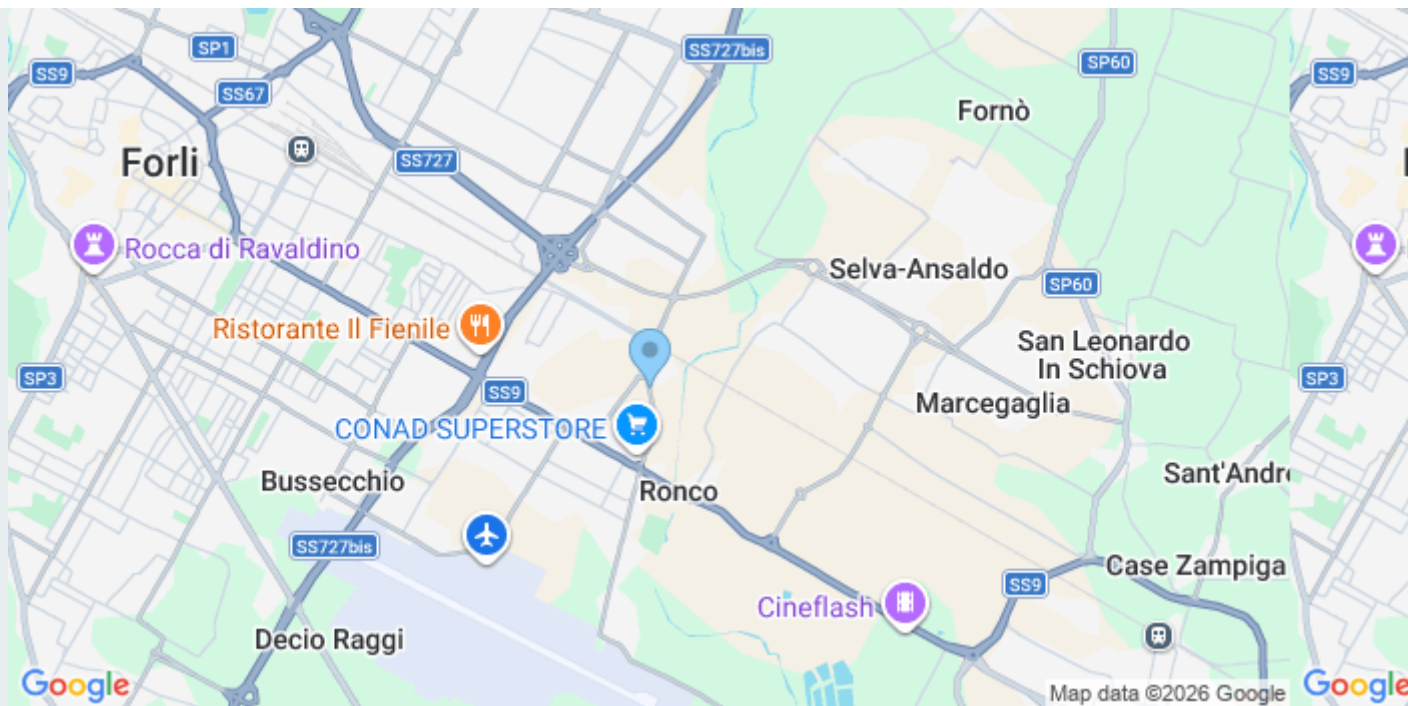 SP1
SS727bis
SP60
SS9
SS9
SS67
Fornò
Forlì
SS727
Rocca di Ravaldino
Selva-Ansaldo
SP60
Ristorante Il Fienile
San Leonardo
In Schiova
SP3
SP3
SS9
Marcegaglia
CONAD SUPERSTORE
Bussecchio
Ronco
Sant'Andre
SS727bis
Case Zampiga
SS9
Cineflash
Decio Raggi
Google
Map data ©2026 Google
Google